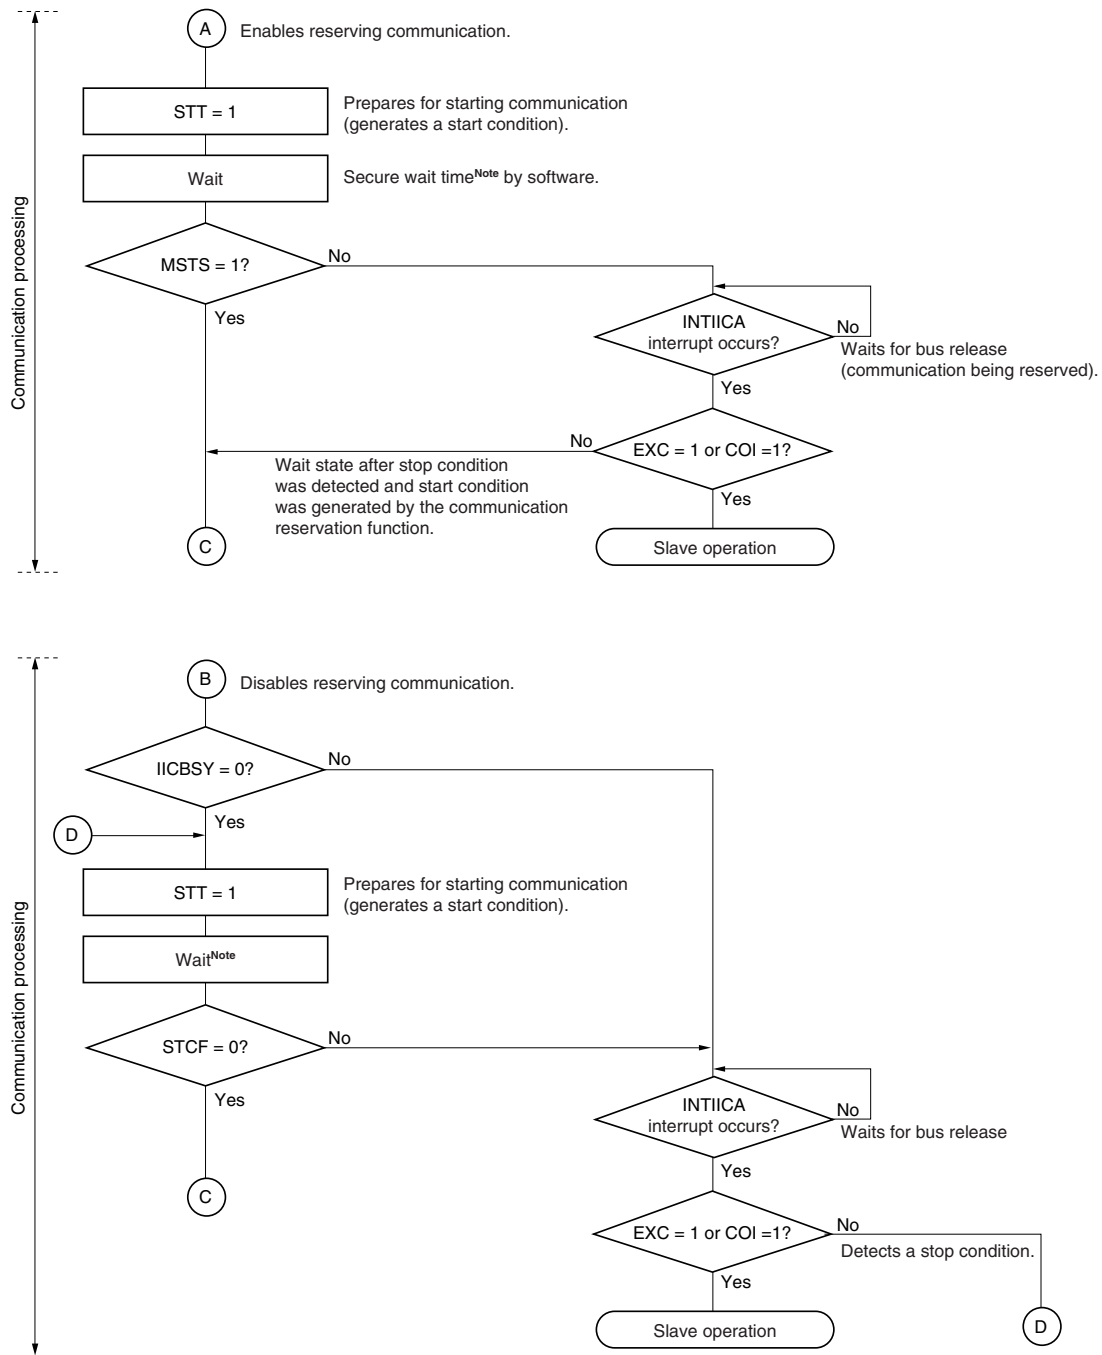 A
Enables reserving communication.
STT = 1
Prepares for starting communication
(generates a start condition).
Wait
Secure wait timeNote by software.
Communication processing
MSTS = 1?
No
Yes
INTIICA
interrupt occurs?
No
Waits for bus release
(communication being reserved).
Yes
EXC = 1 or COI =1?
No
Wait state after stop condition
was detected and start condition
was generated by the communication
reservation function.
Yes
C
Slave operation
B
Disables reserving communication.
IICBSY = 0?
No
Yes
D
STT = 1
Prepares for starting communication
(generates a start condition).
WaitNote
Communication processing
STCF = 0?
No
Yes
INTIICA
interrupt occurs?
No
Waits for bus release
Yes
C
EXC = 1 or COI =1?
No
Detects a stop condition.
Yes
Slave operation
D